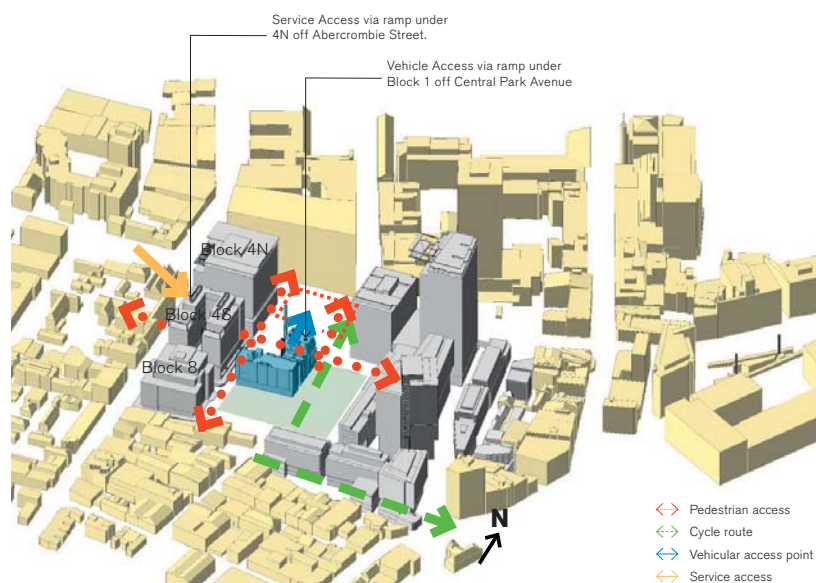 Service Access via ramp under
4N off Abercrombie Street.
Vehicle Access via ramp under
Block 1 off Central Park Avenue
Block 4N
Block 4S
Block 8
N
Pedestrian access
Cycle route
Vehicular access point
Service access